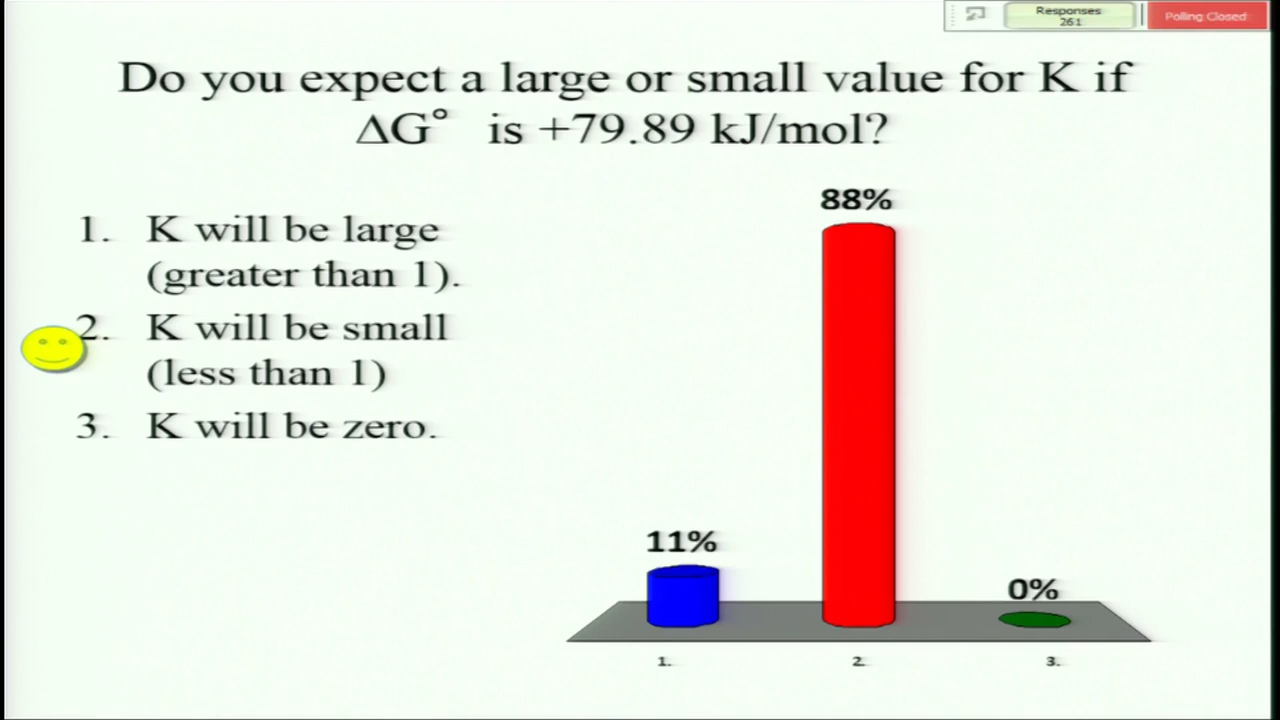 Responses
261
Polling Closed
Do you expect a large or small value for K if
ΔG° is +79.89 kJ/mol?
1. K will be large
(greater than 1).
2. K will be small
(less than 1)
3. K will be zero.
88%
11%
0%
1. 2. 3.